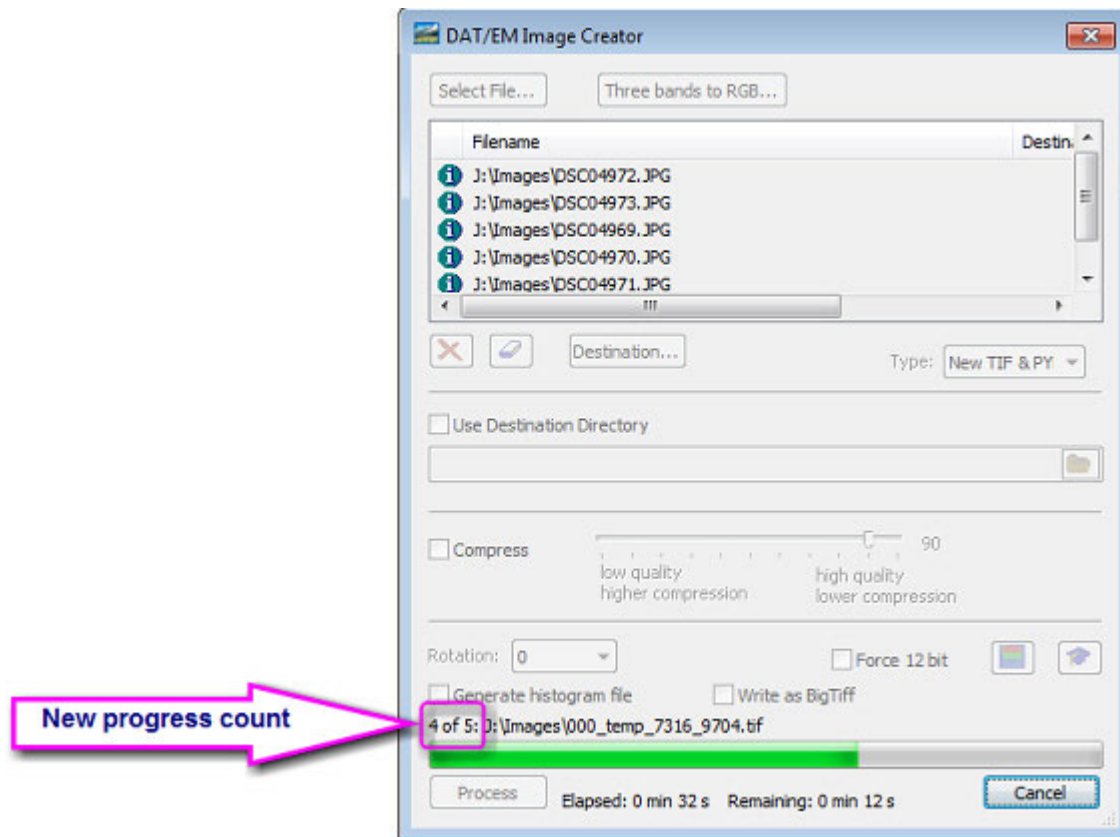 DAT/EM Image Creator
Select File... Three bands to RGB...
Filename Destina
J:\Images\DSC04972.JPG
J:\Images\DSC04973.JPG
J:\Images\DSC04969.JPG
J:\Images\DSC04970.JPG
J:\Images\DSC04971.JPG
Destination... Type: New TIF & PY
Use Destination Directory
Compress 90
low quality high quality
higher compression lower compression
Rotation: 0 Force 12 bit
Generate histogram file Write as BigTiff
New progress count
4 of 5: J:\Images\000_temp_7316_9704.tif
Process Elapsed: 0 min 32 s Remaining: 0 min 12 s Cancel